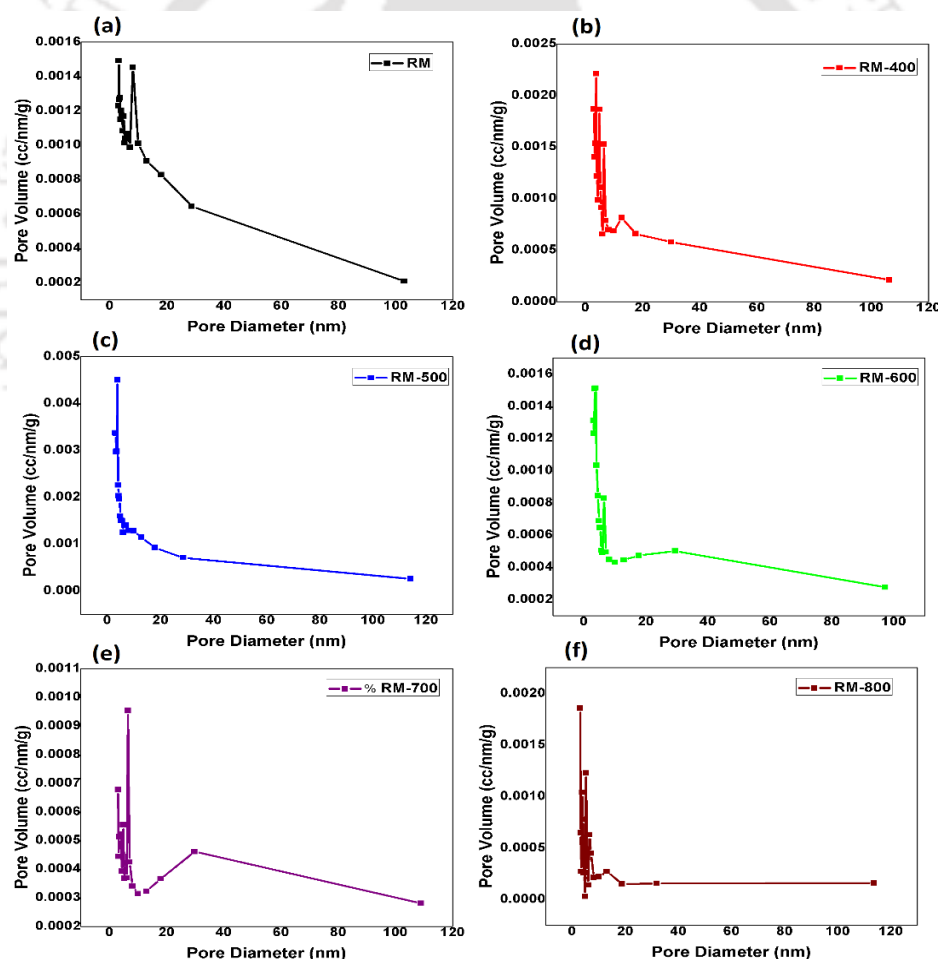 (a)
RM
0.0016
0.0014
0.0012
0.0010
0.0008
0.0006
0.0004
0.0002
Pore Volume (cc/nm/g)
0 20 40 60 80 100 120
Pore Diameter (nm)
(b)
RM-400
0.0025
0.0020
0.0015
0.0010
0.0005
0.0000
Pore Volume (cc/nm/g)
0 20 40 60 80 100 120
Pore Diameter (nm)
(c)
RM-500
0.005
0.004
0.003
0.002
0.001
0.000
Pore Volume (cc/nm/g)
0 20 40 60 80 100 120
Pore Diameter (nm)
(d)
RM-600
0.0016
0.0014
0.0012
0.0010
0.0008
0.0006
0.0004
0.0002
Pore Volume (cc/nm/g)
0 20 40 60 80 100
Pore Diameter (nm)
(e)
% RM-700
0.0011
0.0010
0.0009
0.0008
0.0007
0.0006
0.0005
0.0004
0.0003
0.0002
Pore Volume (cc/nm/g)
0 20 40 60 80 100 120
Pore Diameter (nm)
(f)
RM-800
0.0020
0.0015
0.0010
0.0005
0.0000
Pore Volume (cc/nm/g)
0 20 40 60 80 100 120
Pore Diameter (nm)